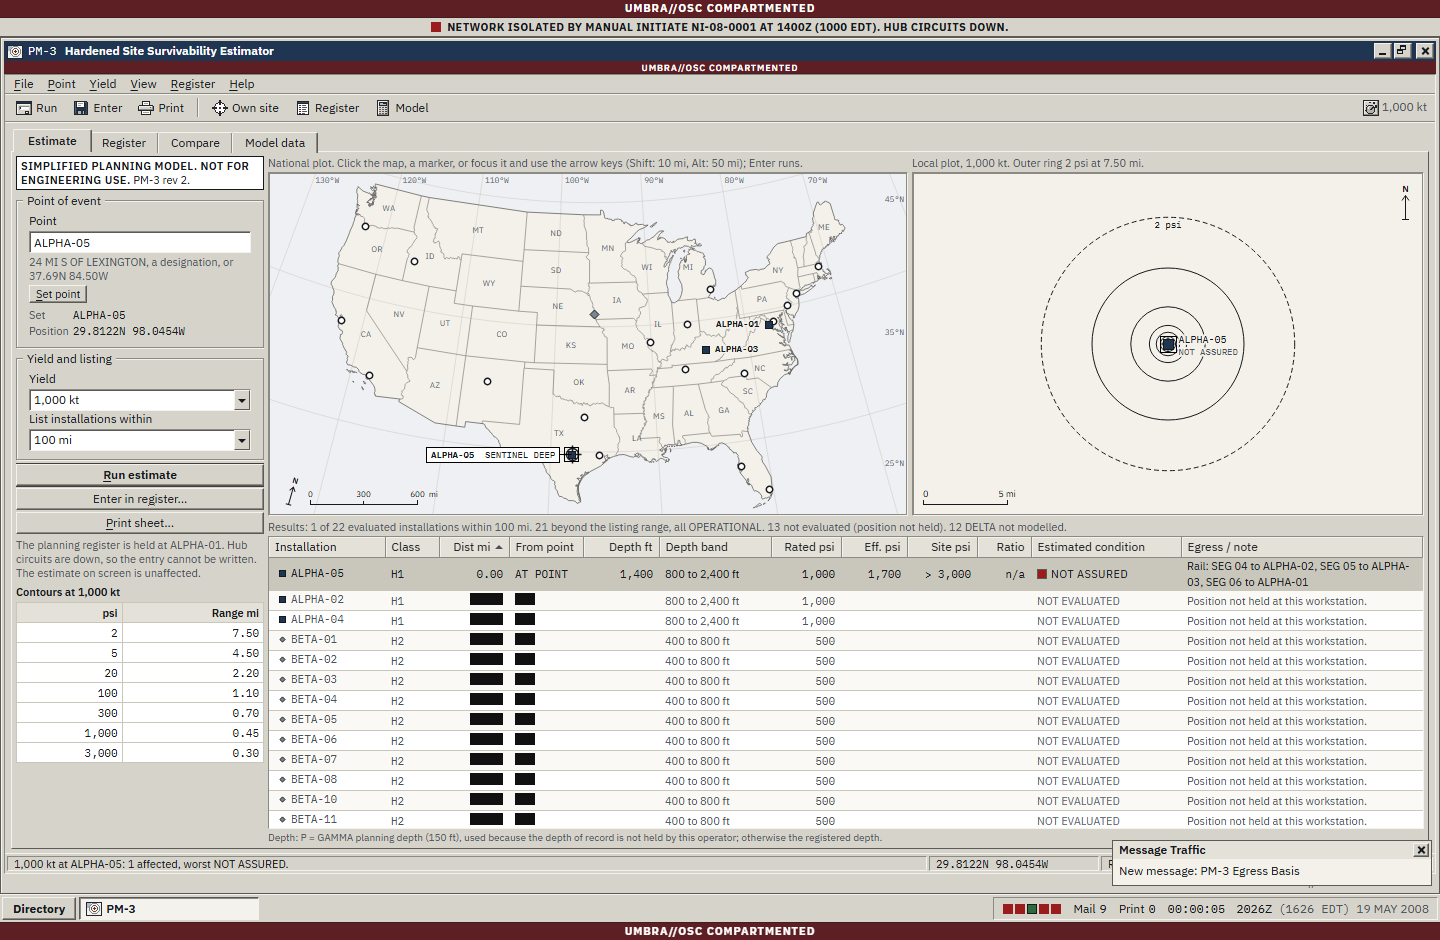 UMBRA//OSC COMPARTMENTED
NETWORK ISOLATED BY MANUAL INITIATE NI-08-0001 AT 1400Z (1000 EDT). HUB CIRCUITS DOWN.
PM-3 Hardened Site Survivability Estimator
UMBRA//OSC COMPARTMENTED
File Point Yield View Register Help
Run Enter Print Own site Register Model 1,000 kt
Estimate Register Compare Model data
SIMPLIFIED PLANNING MODEL. NOT FOR
ENGINEERING USE. PM-3 rev 2.
Point of event
Point
ALPHA-05
24 MI S OF LEXINGTON, a designation, or
37.69N 84.50W
Set point
Set ALPHA-05
Position 29.8122N 98.0454W
Yield and listing
Yield
1,000 kt
List installations within
100 mi
Run estimate
Enter in register...
Print sheet...
The planning register is held at ALPHA-01. Hub
circuits are down, so the entry cannot be written.
The estimate on screen is unaffected.
Contours at 1,000 kt
psi Range mi
2 7.50
5 4.50
20 2.20
100 1.10
300 0.70
1,000 0.45
3,000 0.30
National plot. Click the map, a marker, or focus it and use the arrow keys (Shift: 10 mi, Alt: 50 mi); Enter runs.
130°W 120°W 110°W 100°W 90°W 80°W 70°W
45°N
35°N
25°N
WA
OR
ID
MT
ND
MN
WI
MI
NY
ME
SD
WY
NE
IA
IL
PA
NV
UT
CO
KS
MO
CA
AZ
OK
AR
NC
SC
MS
AL
GA
TX
LA
ALPHA-01
ALPHA-03
ALPHA-05 SENTINEL DEEP
N
0 300 600 mi
Local plot, 1,000 kt. Outer ring 2 psi at 7.50 mi.
N
2 psi
ALPHA-05
NOT ASSURED
0 5 mi
Results: 1 of 22 evaluated installations within 100 mi. 21 beyond the listing range, all OPERATIONAL. 13 not evaluated (position not held). 12 DELTA not modelled.
Installation Class Dist mi From point Depth ft Depth band Rated psi Eff. psi Site psi Ratio Estimated condition Egress / note
ALPHA-05 H1 0.00 AT POINT 1,400 800 to 2,400 ft 1,000 1,700 > 3,000 n/a NOT ASSURED Rail: SEG 04 to ALPHA-02, SEG 05 to ALPHA-
03, SEG 06 to ALPHA-01
ALPHA-02 H1 800 to 2,400 ft 1,000 NOT EVALUATED Position not held at this workstation.
ALPHA-04 H1 800 to 2,400 ft 1,000 NOT EVALUATED Position not held at this workstation.
BETA-01 H2 400 to 800 ft 500 NOT EVALUATED Position not held at this workstation.
BETA-02 H2 400 to 800 ft 500 NOT EVALUATED Position not held at this workstation.
BETA-03 H2 400 to 800 ft 500 NOT EVALUATED Position not held at this workstation.
BETA-04 H2 400 to 800 ft 500 NOT EVALUATED Position not held at this workstation.
BETA-05 H2 400 to 800 ft 500 NOT EVALUATED Position not held at this workstation.
BETA-06 H2 400 to 800 ft 500 NOT EVALUATED Position not held at this workstation.
BETA-07 H2 400 to 800 ft 500 NOT EVALUATED Position not held at this workstation.
BETA-08 H2 400 to 800 ft 500 NOT EVALUATED Position not held at this workstation.
BETA-10 H2 400 to 800 ft 500 NOT EVALUATED Position not held at this workstation.
BETA-11 H2 400 to 800 ft 500 NOT EVALUATED Position not held at this workstation.
Depth: P = GAMMA planning depth (150 ft), used because the depth of record is not held by this operator; otherwise the registered depth.
1,000 kt at ALPHA-05: 1 affected, worst NOT ASSURED.
29.8122N 98.0454W
Message Traffic
New message: PM-3 Egress Basis
Directory PM-3
Mail 9 Print 0 00:00:05 2026Z (1626 EDT) 19 MAY 2008
UMBRA//OSC COMPARTMENTED